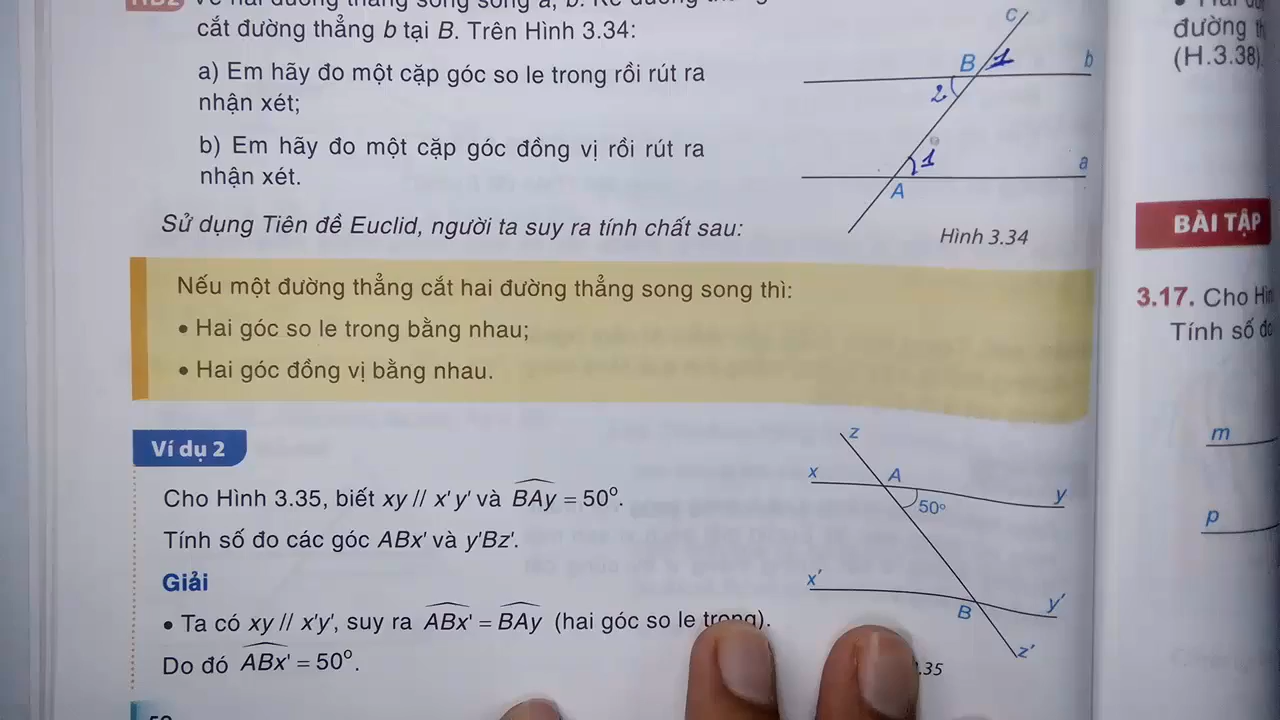 cắt đường thẳng b tại B. Trên Hình 3.34:
a) Em hãy đo một cặp góc so le trong rồi rút ra
nhận xét;
b) Em hãy đo một cặp góc đồng vị rồi rút ra
nhận xét.
c
B 1
b
2
1
a
A
Hình 3.34
Sử dụng Tiên đề Euclid, người ta suy ra tính chất sau:
Nếu một đường thẳng cắt hai đường thẳng song song thì:
• Hai góc so le trong bằng nhau;
• Hai góc đồng vị bằng nhau.
Ví dụ 2
Cho Hình 3.35, biết xy // x'y' và BAy = 50°.
Tính số đo các góc ABx' và y'Bz'.
Giải
• Ta có xy // x'y', suy ra ABx' = BAy (hai góc so le trong).
Do đó ABx' = 50°.
z
x
A
y
50°
x'
B
y'
z'
.35
đường
(H.3.38)
BÀI TẬP
3.17. Cho
Tính số
m
p